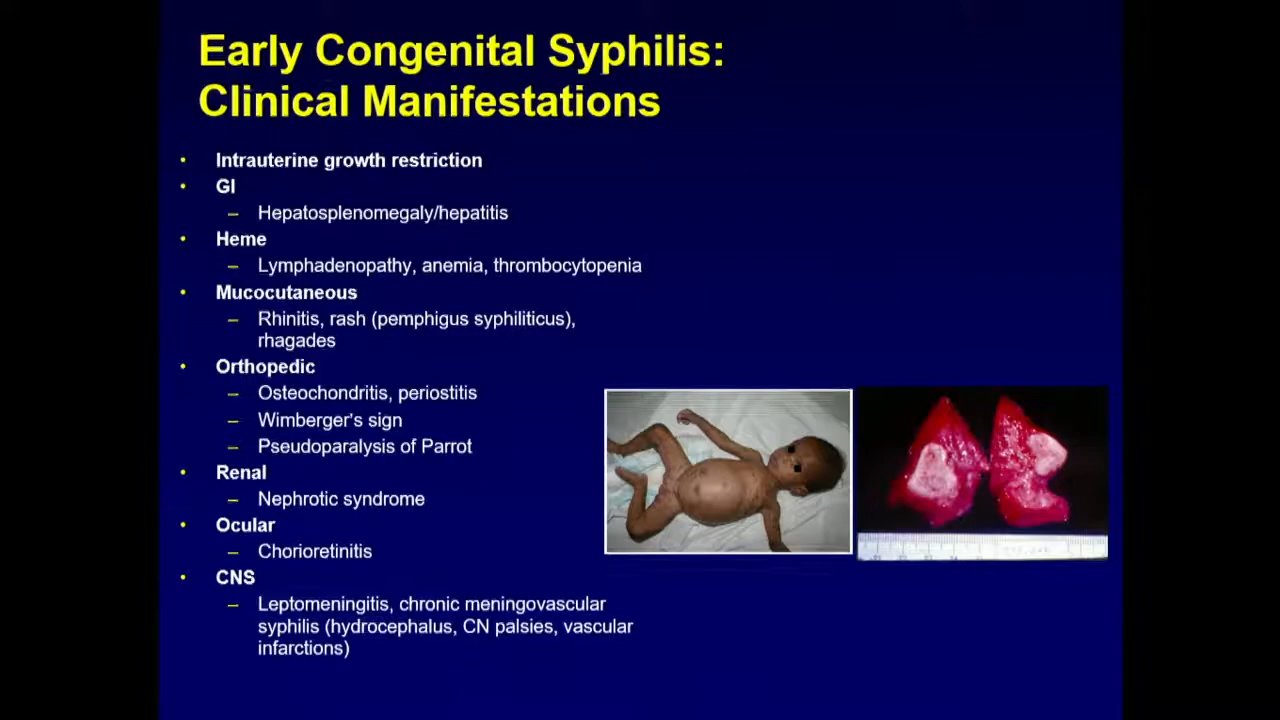 Early Congenital Syphilis:
Clinical Manifestations
• Intrauterine growth restriction
• GI
– Hepatosplenomegaly/hepatitis
• Heme
– Lymphadenopathy, anemia, thrombocytopenia
• Mucocutaneous
– Rhinitis, rash (pemphigus syphiliticus),
rhagades
• Orthopedic
– Osteochondritis, periostitis
– Wimberger's sign
– Pseudoparalysis of Parrot
• Renal
– Nephrotic syndrome
• Ocular
– Chorioretinitis
• CNS
– Leptomeningitis, chronic meningovascular
syphilis (hydrocephalus, CN palsies, vascular
infarctions)